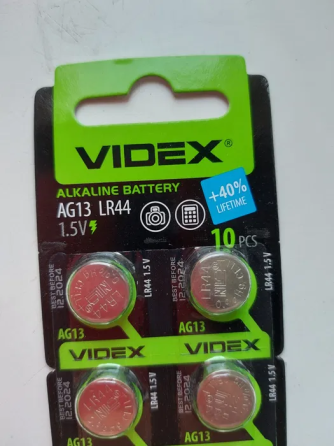 VIDEX®
ALKALINE BATTERY
AG13 LR44
1.5V
+40%
LIFETIME
10 PCS
BEST BEFORE
12.2024
LR44 1.5V
AG13
BEST BEFORE
12.2024
LR44
LR44 1.5V
AG13
VIDEX
VIDEX
BEST BEFORE
12.2024
LR44 1.5V
AG13
BEST BEFORE
12.2024
LR44 1.5V
AG13